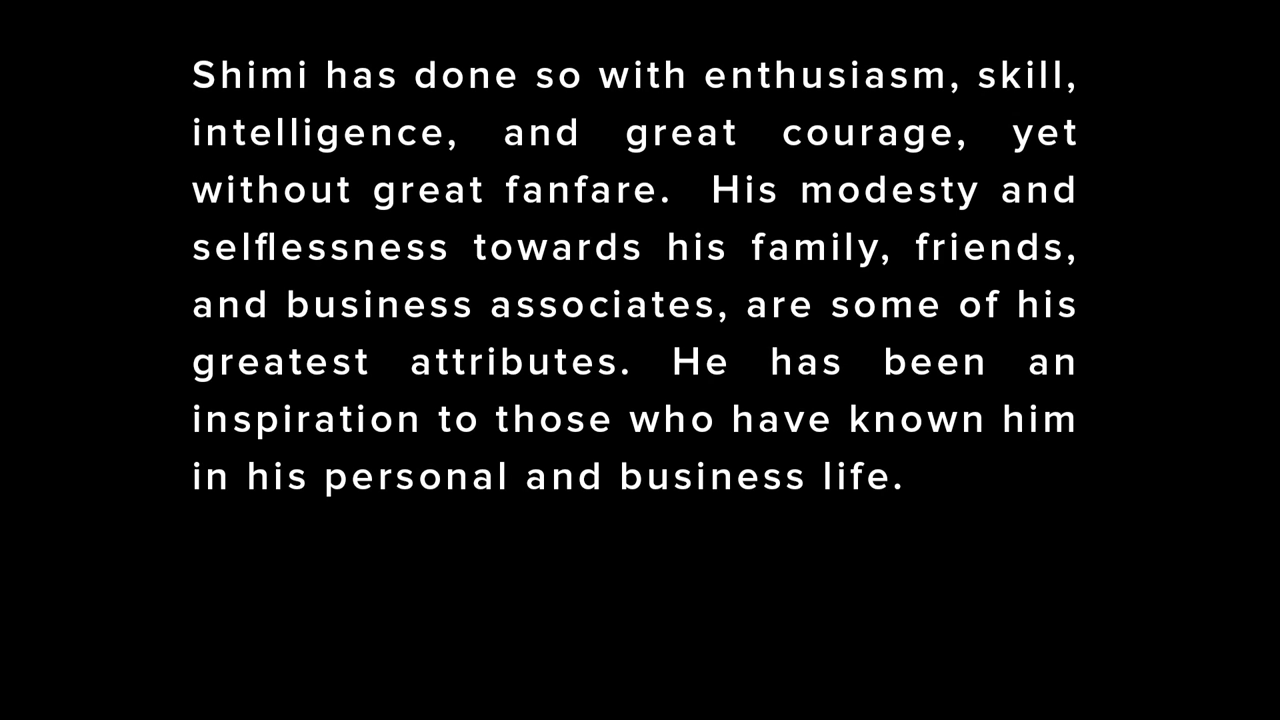 Shimi has done so with enthusiasm, skill,
intelligence, and great courage, yet
without great fanfare.  His modesty and
selflessness towards his family, friends,
and business associates, are some of his
greatest attributes. He has been an
inspiration to those who have known him
in his personal and business life.